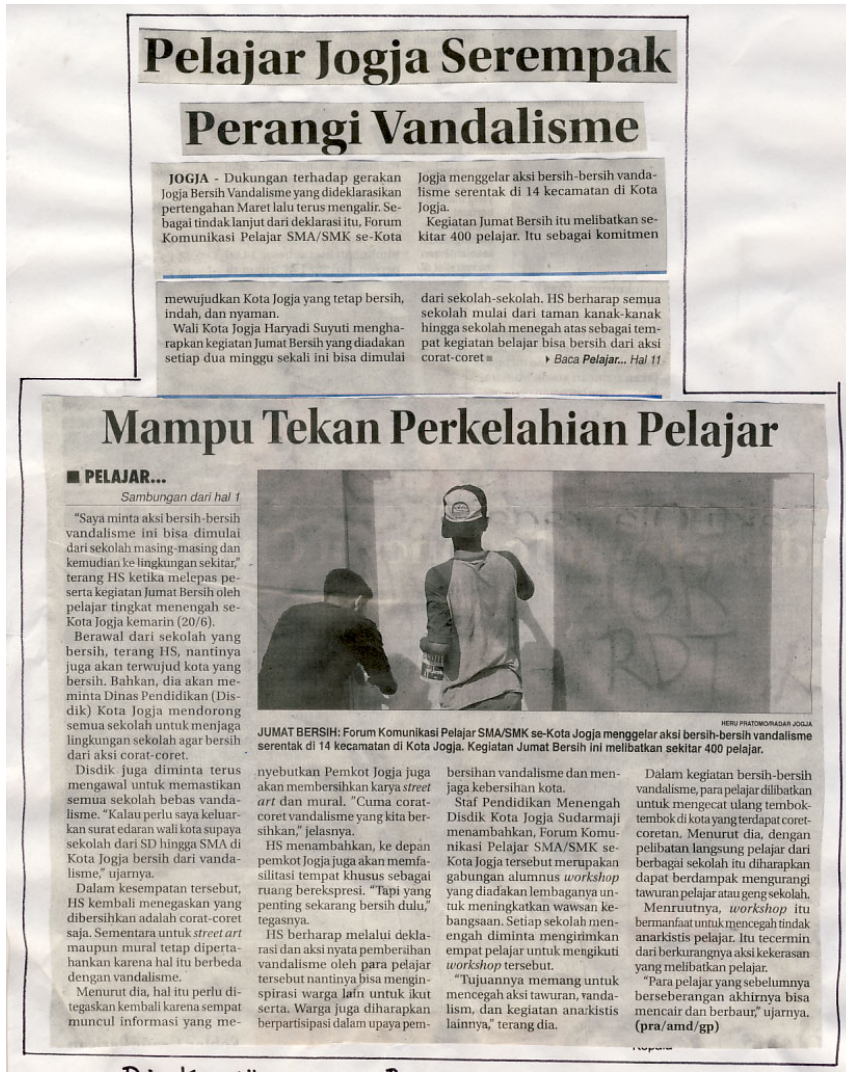 Pelajar Jogja Serempak
Perangi Vandalisme
JOGJA - Dukungan terhadap gerakan
Jogja Bersih Vandalisme yang dideklarasikan
pertengahan Maret lalu terus mengalir. Se-
bagai tindak lanjut dari deklarasi itu, Forum
Komunikasi Pelajar SMA/SMK se-Kota
Jogja menggelar aksi bersih-bersih vanda-
lisme serentak di 14 kecamatan di Kota
Jogja.
Kegiatan Jumat Bersih itu melibatkan se-
kitar 400 pelajar. Itu sebagai komitmen
mewujudkan Kota Jogja yang tetap bersih,
indah, dan nyaman.
Wali Kota Jogja Haryadi Suyuti mengha-
rapkan kegiatan Jumat Bersih yang diadakan
setiap dua minggu sekali ini bisa dimulai
dari sekolah-sekolah. HS berharap semua
sekolah mulai dari taman kanak-kanak
hingga sekolah menegah atas sebagai tem-
pat kegiatan belajar bisa bersih dari aksi
corat-coret
Baca Pelajar... Hal 11
Mampu Tekan Perkelahian Pelajar
PELAJAR...
Sambungan dari hal 1
"Saya minta aksi bersih-bersih
vandalisme ini bisa dimulai
dari sekolah masing-masing dan
kemudian ke lingkungan sekitar,"
terang HS ketika melepas pe-
serta kegiatan Jumat Bersih oleh
pelajar tingkat menengah se-
Kota Jogja kemarin (20/6).
Berawal dari sekolah yang
bersih, terang HS, nantinya
juga akan terwujud kota yang
bersih. Bahkan, dia akan me-
minta Dinas Pendidikan (Dis-
dik) Kota Jogja mendorong
semua sekolah untuk menjaga
lingkungan sekolah agar bersih
dari aksi corat-coret.
Disdik juga diminta terus
mengawal untuk memastikan
semua sekolah bebas vanda-
lisme. "Kalau perlu saya keluar-
kan surat edaran wali kota supaya
sekolah dari SD hingga SMA di
Kota Jogja bersih dari vanda-
lisme," ujarnya.
Dalam kesempatan tersebut,
HS kembali menegaskan yang
dibersihkan adalah corat-coret
saja. Sementara untuk street art
maupun mural tetap diperta-
hankan karena hal itu berbeda
dengan vandalisme.
Menurut dia, hal itu perlu di-
tegaskan kembali karena sempat
muncul informasi yang me-
RDT
HERU PRATOMO/RADAR JOGJA
JUMAT BERSIH: Forum Komunikasi Pelajar SMA/SMK se-Kota Jogja menggelar aksi bersih-bersih vandalisme
serentak di 14 kecamatan di Kota Jogja. Kegiatan Jumat Bersih ini melibatkan sekitar 400 pelajar.
nyebutkan Pemkot Jogja juga
akan membersihkan karya street
art dan mural. "Cuma corat-
coret vandalisme yang kita ber-
sihkan," jelasnya.
HS menambahkan, ke depan
pemkot Jogja juga akan memfa-
silitasi tempat khusus sebagai
ruang berekspresi. "Tapi yang
penting sekarang bersih dulu,"
tegasnya.
HS berharap melalui dekla-
rasi dan aksi nyata pembersihan
vandalisme oleh para pelajar
tersebut nantinya bisa mengin-
spirasi warga lain untuk ikut
serta. Warga juga diharapkan
berpartisipasi dalam upaya pem-
bersihan vandalisme dan men-
jaga kebersihan kota.
Staf Pendidikan Menengah
Disdik Kota Jogja Sudarmaji
menambahkan, Forum Komu-
nikasi Pelajar SMA/SMK se-
Kota Jogja tersebut merupakan
gabungan alumnus workshop
yang diadakan lembaganya un-
tuk meningkatkan wawsan ke-
bangsaan. Setiap sekolah men-
engah diminta mengirimkan
empat pelajar untuk mengikuti
workshop tersebut.
"Tujuannya memang untuk
mencegah aksi tawuran, vanda-
lism, dan kegiatan anarkistis
lainnya," terang dia.
Dalam kegiatan bersih-bersih
vandalisme, para pelajar dilibatkan
untuk mengecat ulang tembok-
tembok di kota yang terdapat coret-
coretan. Menurut dia, dengan
pelibatan langsung pelajar dari
berbagai sekolah itu diharapkan
dapat berdampak mengurangi
tawuran pelajar atau geng sekolah.
Menruutnya, workshop itu
bermanfaat untuk mencegah tindak
anarkistis pelajar. Itu tecermin
dari berkurangnya aksi kekerasan
yang melibatkan pelajar.
"Para pelajar yang sebelumnya
berseberangan akhirnya bisa
mencair dan berbaur," ujarnya.
(pra/amd/gp)